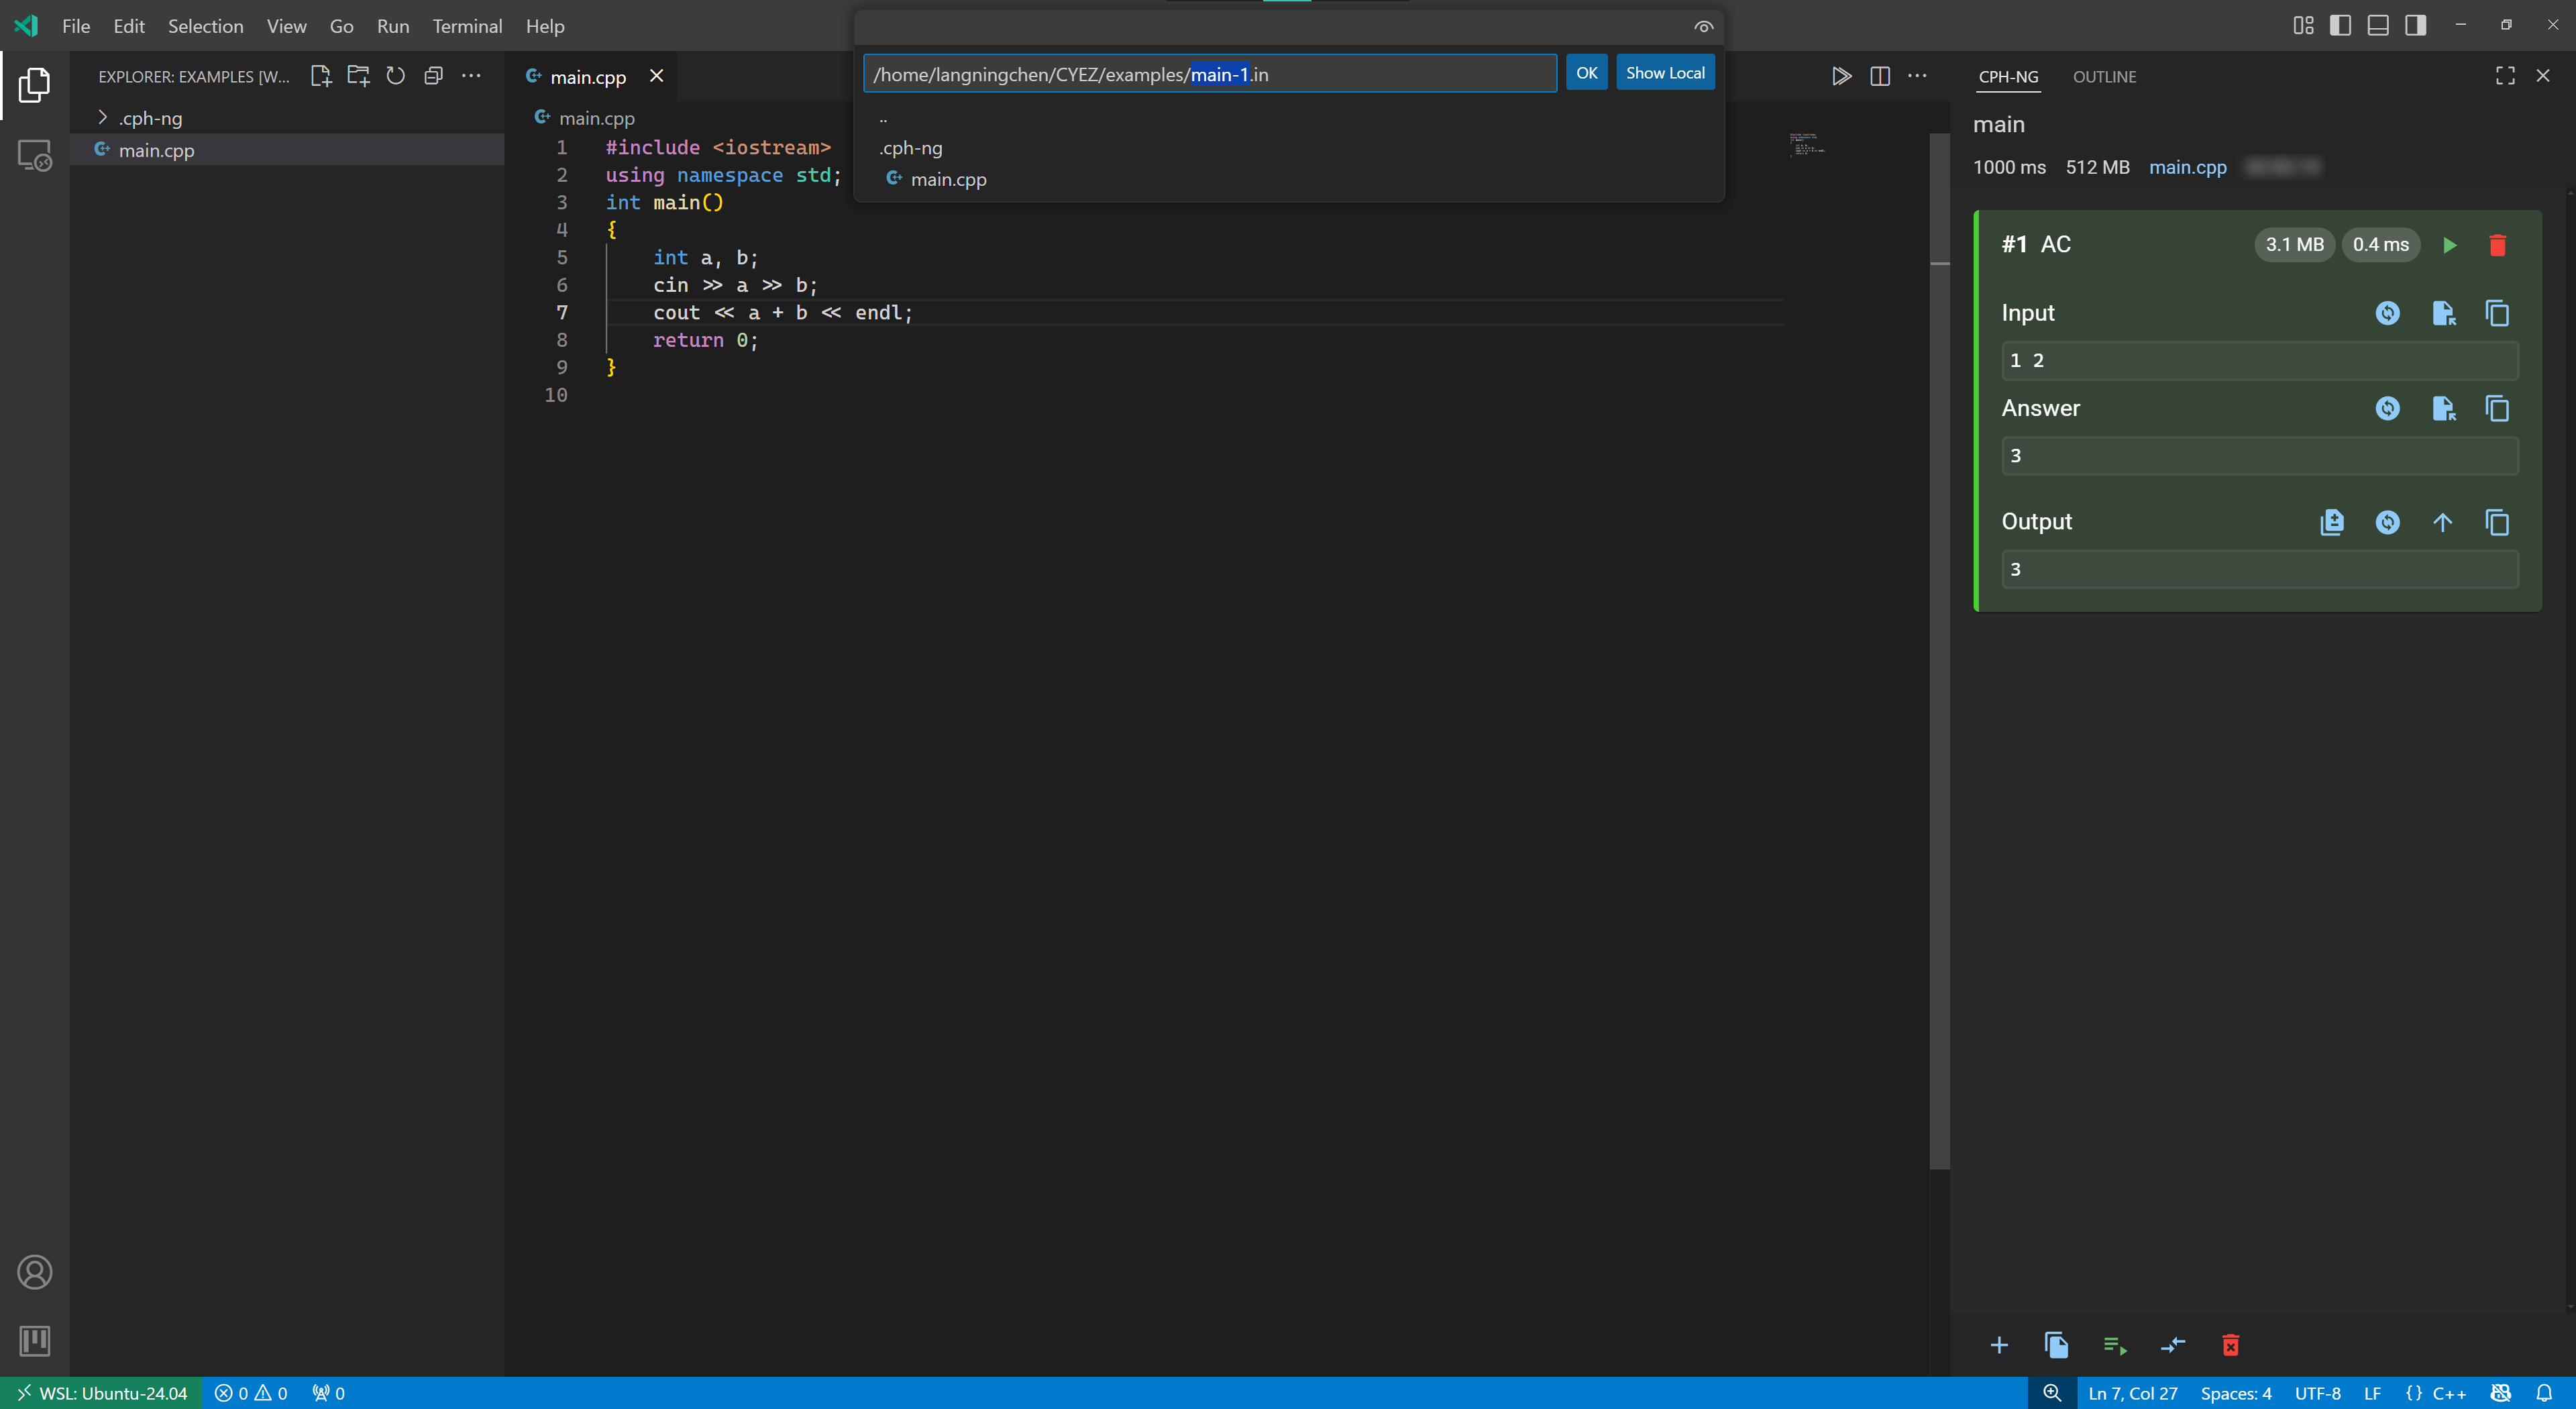 File Edit Selection View Go Run Terminal Help
/home/langningchen/CYEZ/examples/main-1.in OK Show Local
..
.cph-ng
main.cpp
EXPLORER: EXAMPLES [W...
.cph-ng
main.cpp
main.cpp
main.cpp
1 #include <iostream>
2 using namespace std;
3 int main()
4 {
5 int a, b;
6 cin >> a >> b;
7 cout << a + b << endl;
8 return 0;
9 }
10
CPH-NG OUTLINE
main
1000 ms 512 MB main.cpp
#1 AC 3.1 MB 0.4 ms
Input
1 2
Answer
3
Output
3
WSL: Ubuntu-24.04 0 0 0 Ln 7, Col 27 Spaces: 4 UTF-8 LF {} C++